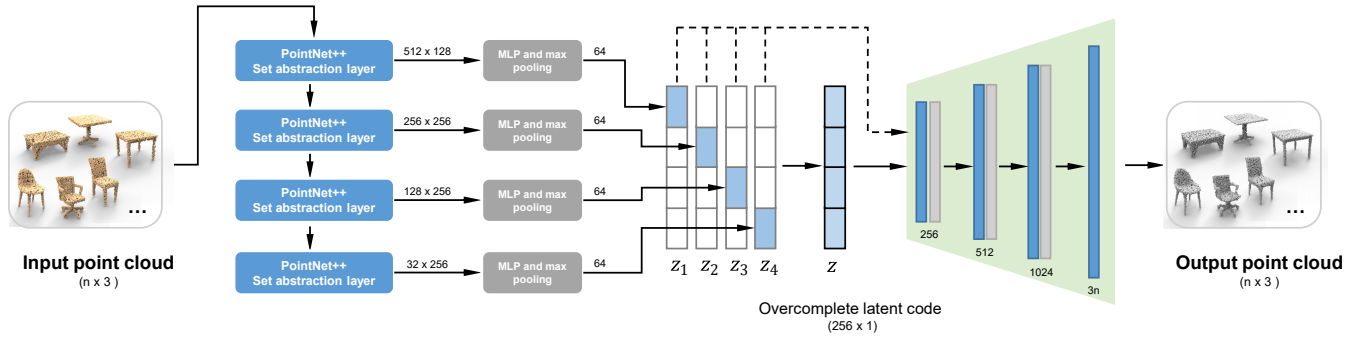 PointNet++
Set abstraction layer
512 x 128
MLP and max
pooling
64
PointNet++
Set abstraction layer
256 x 256
MLP and max
pooling
64
PointNet++
Set abstraction layer
128 x 256
MLP and max
pooling
64
PointNet++
Set abstraction layer
32 x 256
MLP and max
pooling
64
...
Input point cloud
(n x 3 )
z1 z2 z3 z4 z
Overcomplete latent code
(256 x 1)
256
512
1024
3n
...
Output point cloud
(n x 3 )